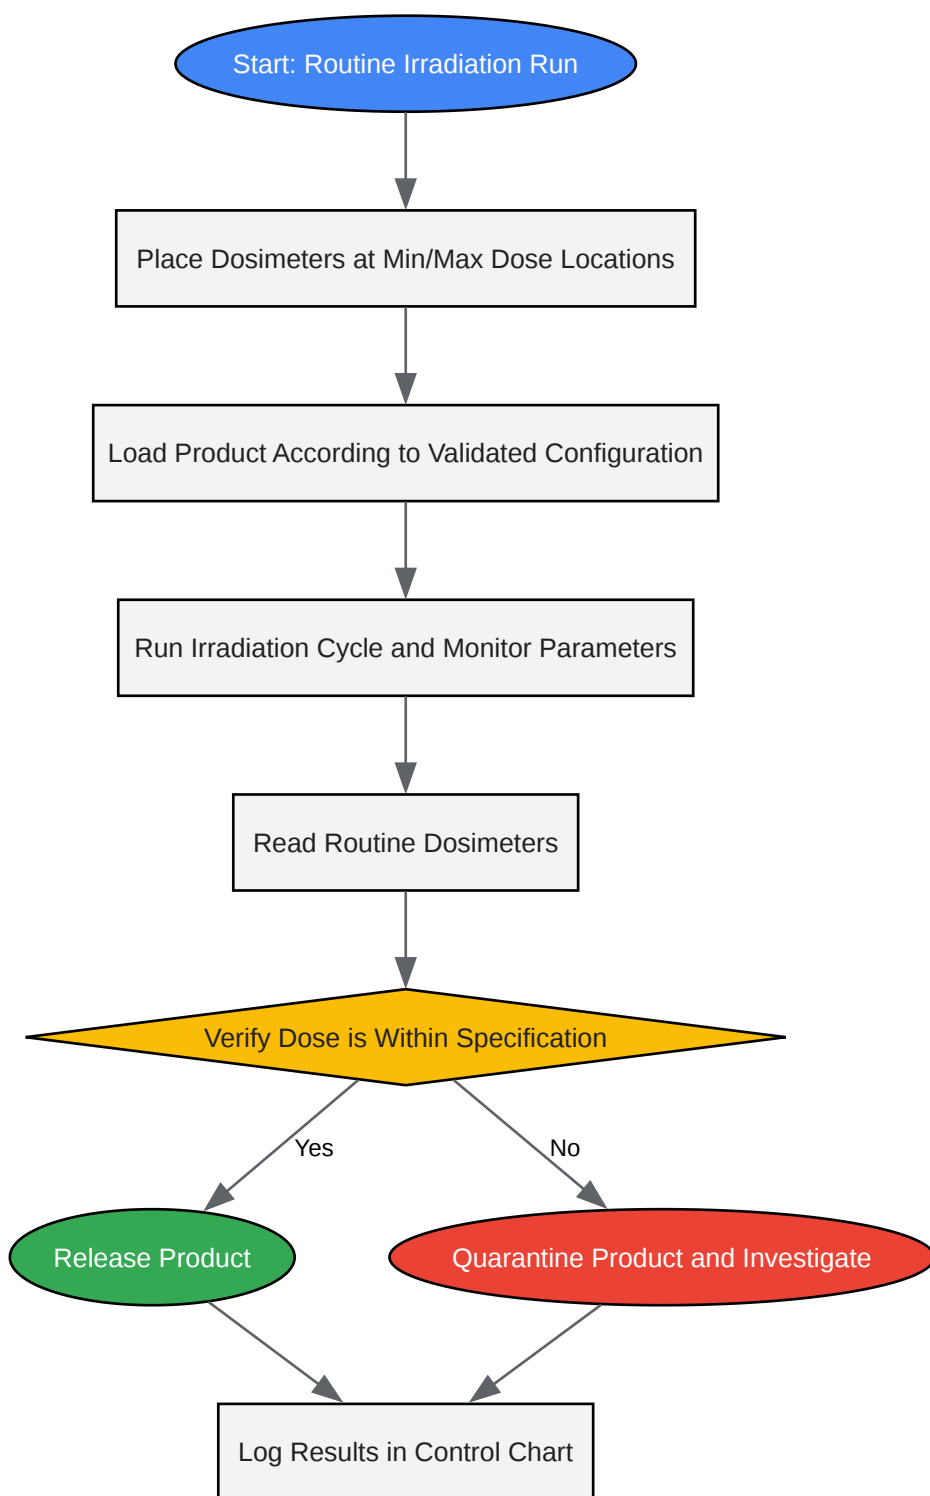 Start: Routine Irradiation Run
Place Dosimeters at Min/Max Dose Locations
Load Product According to Validated Configuration
Run Irradiation Cycle and Monitor Parameters
Read Routine Dosimeters
Verify Dose is Within Specification
Yes
No
Release Product
Quarantine Product and Investigate
Log Results in Control Chart